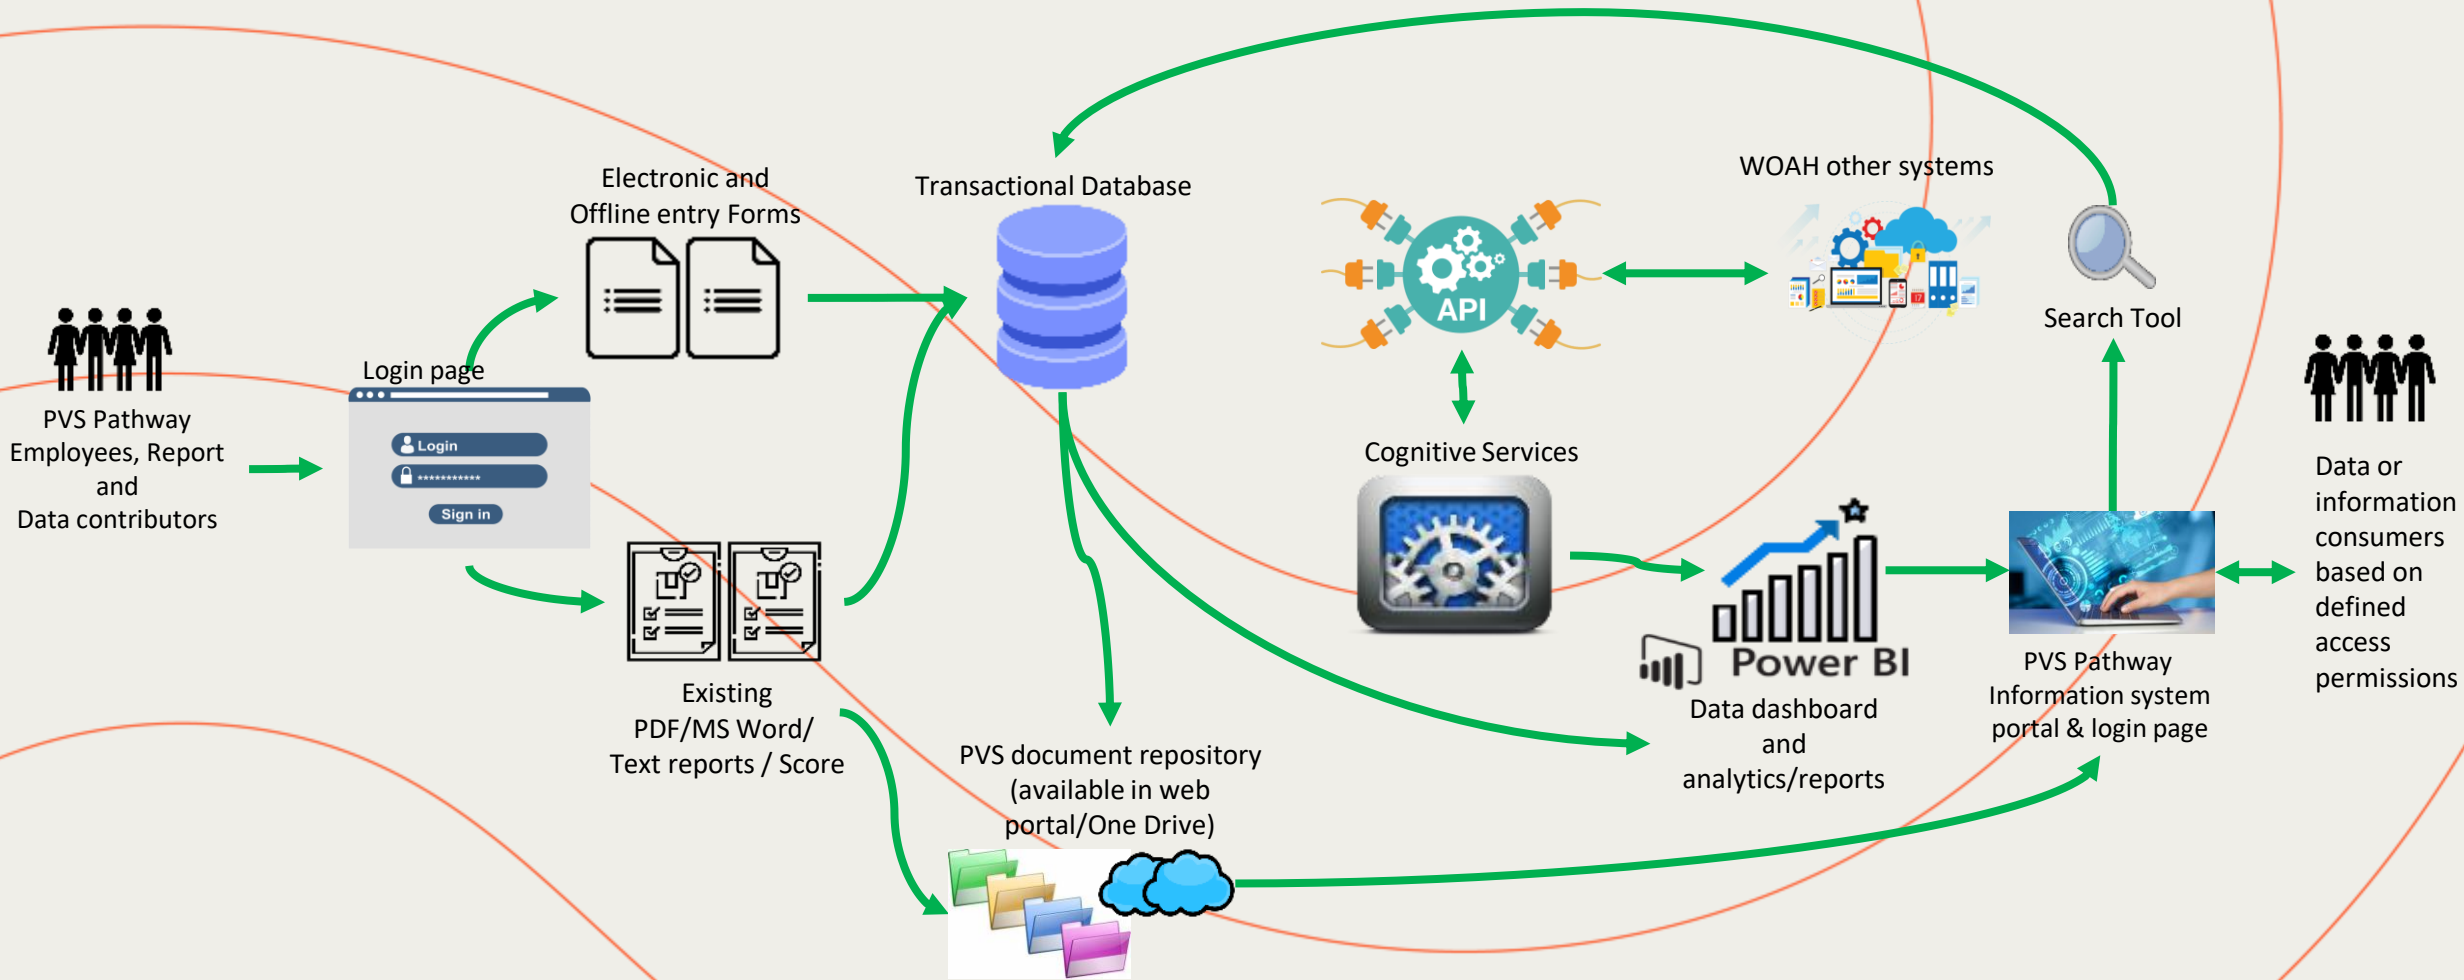 PVS Pathway
Employees, Report
and
Data contributors
Login page
Login
***********
Sign in
Electronic and
Offline entry Forms
Existing
PDF/MS Word/
Text reports / Score
Transactional Database
PVS document repository
(available in web
portal/One Drive)
API
WOAH other systems
Cognitive Services
Power BI
Data dashboard
and
analytics/reports
Search Tool
PVS Pathway
Information system
portal & login page
Data or
information
consumers
based on
defined
access
permissions